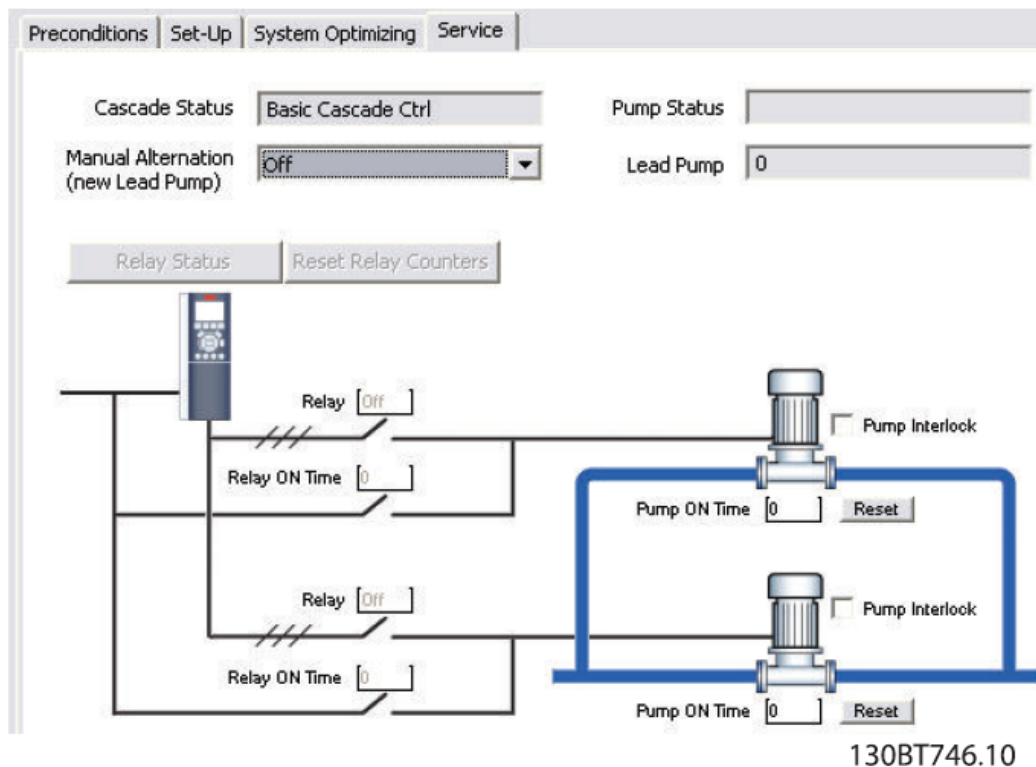 Preconditions Set-Up System Optimizing Service
Cascade Status Basic Cascade Ctrl Pump Status
Manual Alternation
(new Lead Pump) Off Lead Pump 0
Relay Status Reset Relay Counters
Relay Off
Pump Interlock
Relay ON Time 0
Pump ON Time 0 Reset
Relay Off
Pump Interlock
Relay ON Time 0
Pump ON Time 0 Reset
130BT746.10